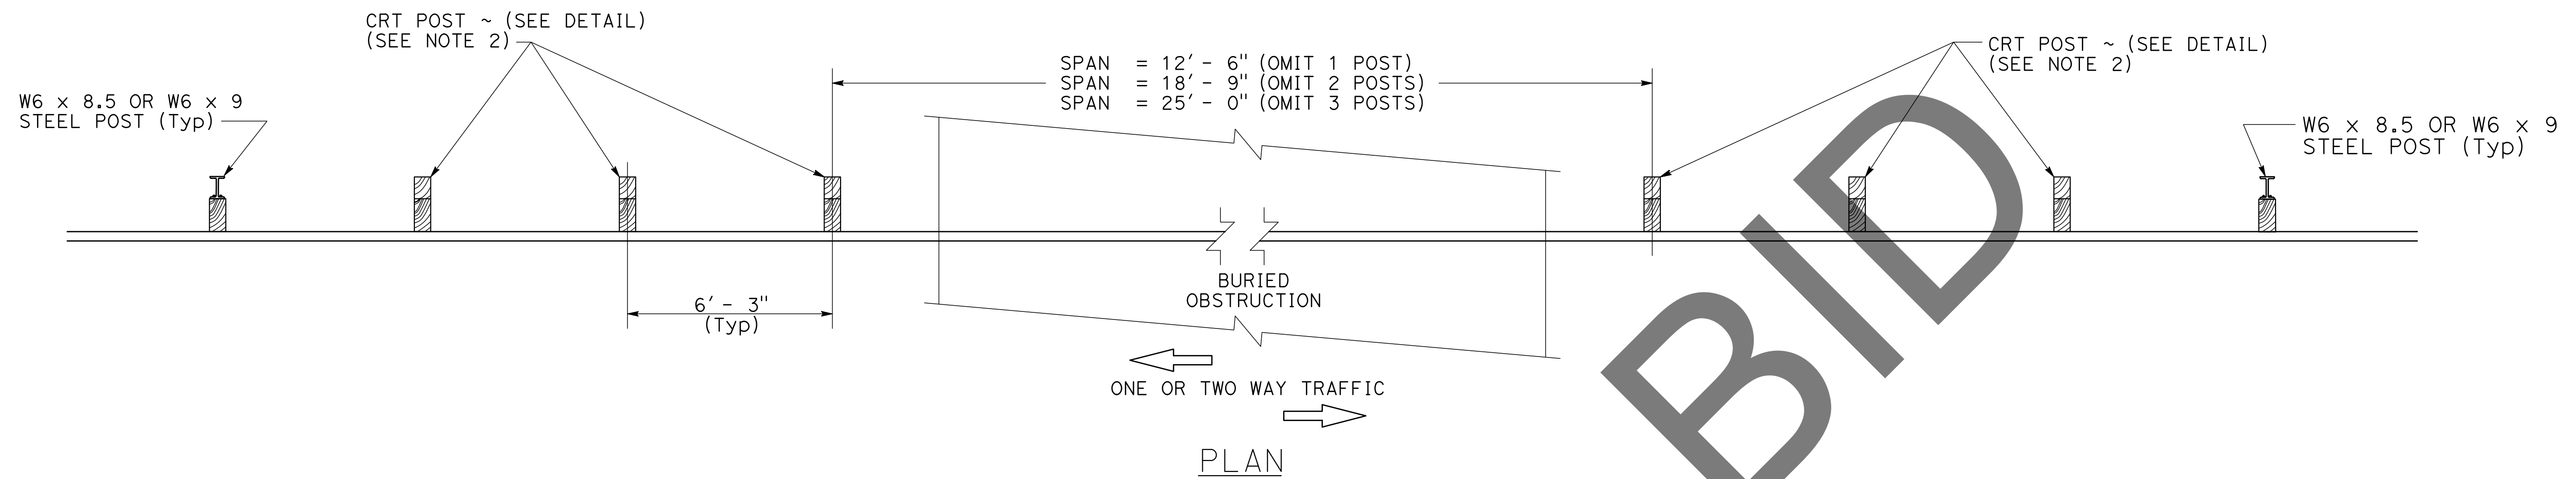 CRT POST ~ (SEE DETAIL)
(SEE NOTE 2)
SPAN = 12' - 6" (OMIT 1 POST)
SPAN = 18' - 9" (OMIT 2 POSTS)
SPAN = 25' - 0" (OMIT 3 POSTS)
CRT POST ~ (SEE DETAIL)
(SEE NOTE 2)
W6 x 8.5 OR W6 x 9
STEEL POST (Typ)
W6 x 8.5 OR W6 x 9
STEEL POST (Typ)
BURIED
OBSTRUCTION
6' - 3"
(Typ)
ONE OR TWO WAY TRAFFIC
PLAN
BID